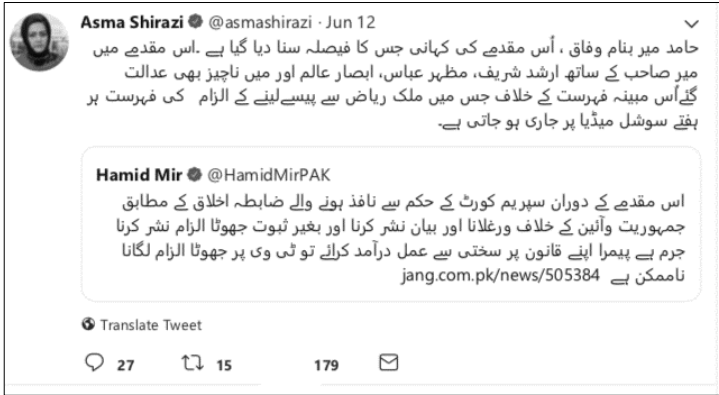 Asma Shirazi @asmashirazi · Jun 12
حامد میر بنام وفاق ، اُس مقدمے کی کہانی جس کا فیصلہ سنا دیا گیا ہے ۔اس مقدمے میں
میر صاحب کے ساتھ ارشد شریف، مظہر عباس، ابصار عالم اور میں ناچیز بھی عدالت
گئےاُس مبینہ فہرست کے خلاف جس میں ملک ریاض سے پیسےلینے کے الزام کی فہرست ہر
ہفتے سوشل میڈیا پر جاری ہو جاتی ہے۔
Hamid Mir @HamidMirPAK
اس مقدمے کے دوران سپریم کورٹ کے حکم سے نافذ ہونے والے ضابطہ اخلاق کے مطابق
جمہوریت وآئین کے خلاف ورغلانا اور بیان نشر کرنا اور بغیر ثبوت جھوٹا الزام نشر کرنا
جرم ہے پیمرا اپنے قانون پر سختی سے عمل درآمد کرائے تو ٹی وی پر جھوٹا الزام لگانا
ناممکن ہے jang.com.pk/news/505384
Translate Tweet
27 15 179